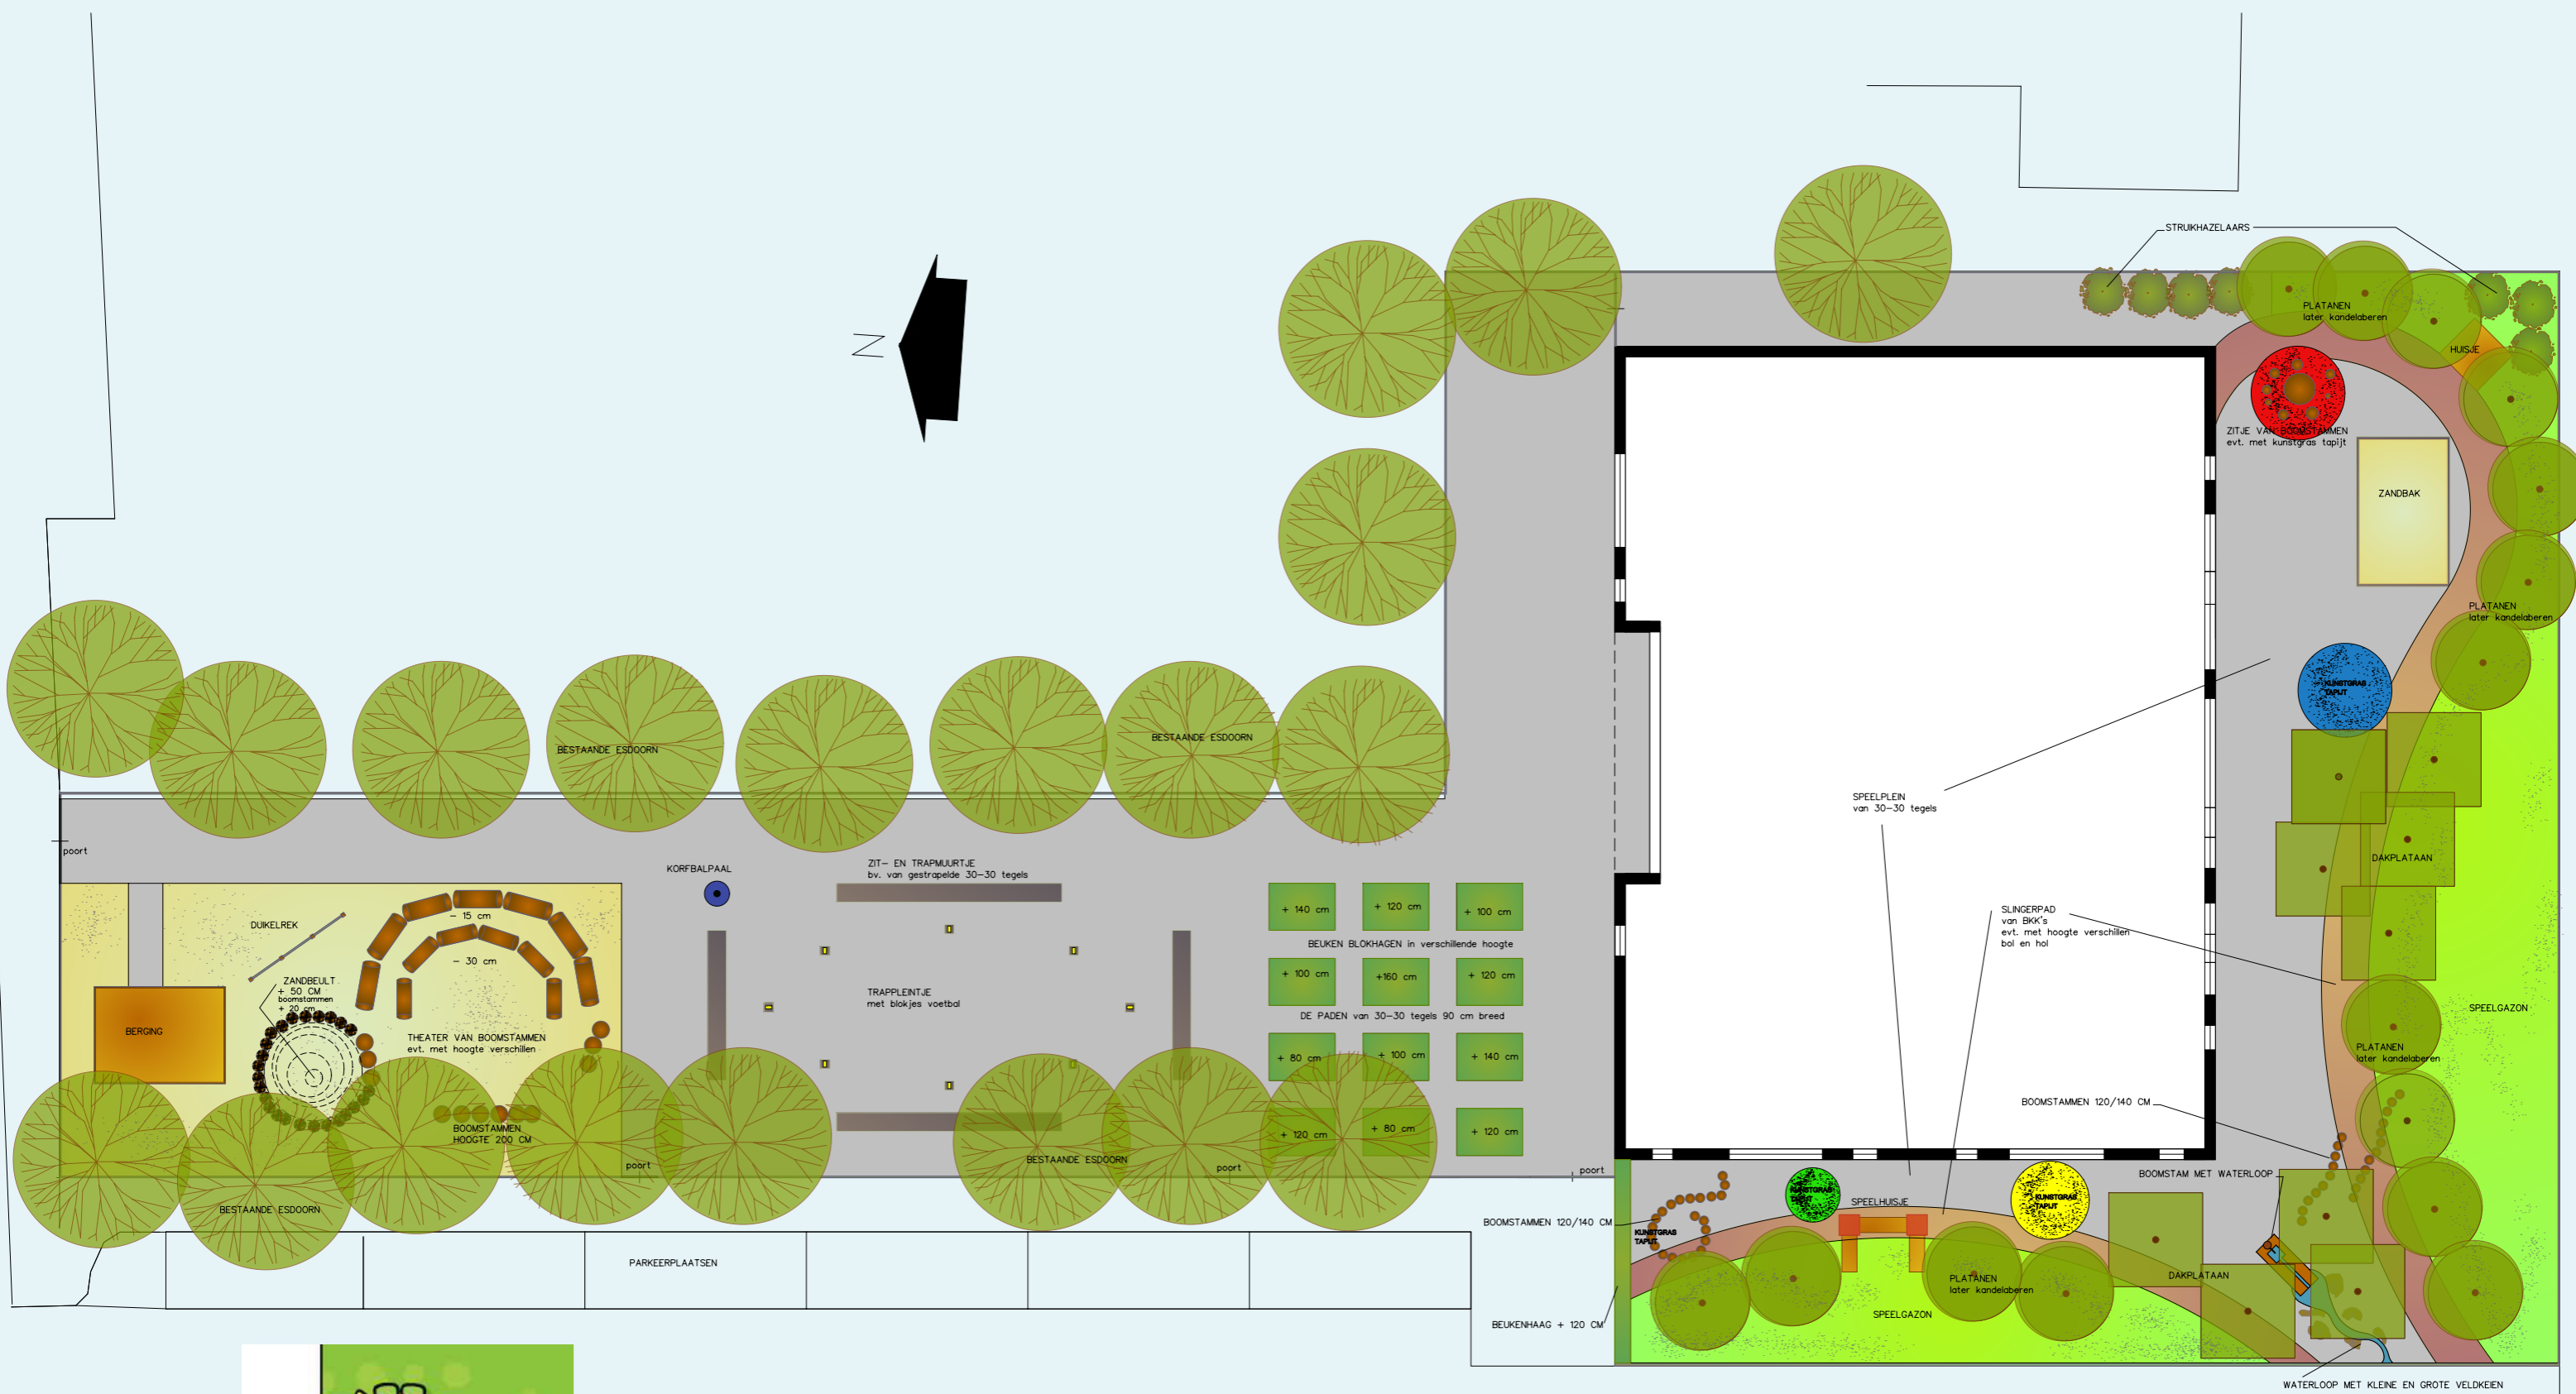 STRUIKHAZELAARS
PLATANEN
later kandelaberen
N
HUISJE
ZITJE VAN BOOMSTAMMEN
evt. met kunstgras tapijt
ZANDBAK
PLATANEN
later kandelaberen
KUNSTGRAS
TAPIJT
BESTAANDE ESDOORN
BESTAANDE ESDOORN
SPEELPLEIN
van 30-30 tegels
poort
KORFBALPAAL
ZIT- EN TRAPMUURTJE
bv. van gestrapelde 30-30 tegels
DAKPLATAAN
DUIKELREK
- 15 cm
- 30 cm
+ 140 cm
+ 120 cm
+ 100 cm
SLINGERPAD
van BKK's
evt. met hoogte verschillen
bol en hol
BEUKEN BLOKHAGEN in verschillende hoogte
ZANDBEULT
+ 50 CM
boomstammen
+ 20 cm
+ 100 cm
+160 cm
+ 120 cm
TRAPPLEINTJE
met blokjes voetbal
SPEELGAZON
DE PADEN van 30-30 tegels 90 cm breed
BERGING
THEATER VAN BOOMSTAMMEN
evt. met hoogte verschillen
+ 80 cm
+ 100 cm
+ 140 cm
PLATANEN
later kandelaberen
BOOMSTAMMEN 120/140 CM
BOOMSTAMMEN
HOOGTE 200 CM
+ 120 cm
+ 80 cm
+ 120 cm
BESTAANDE ESDOORN
poort
poort
poort
BOOMSTAM MET WATERLOOP
KUNSTGRAS
TAPIJT
SPEELHUISJE
KUNSTGRAS
TAPIJT
BESTAANDE ESDOORN
BOOMSTAMMEN 120/140 CM
KUNSTGRAS
TAPIJT
PARKEERPLAATSEN
PLATANEN
later kandelaberen
DAKPLATAAN
SPEELGAZON
BEUKENHAAG + 120 CM
WATERLOOP MET KLEINE EN GROTE VELDKEIEN